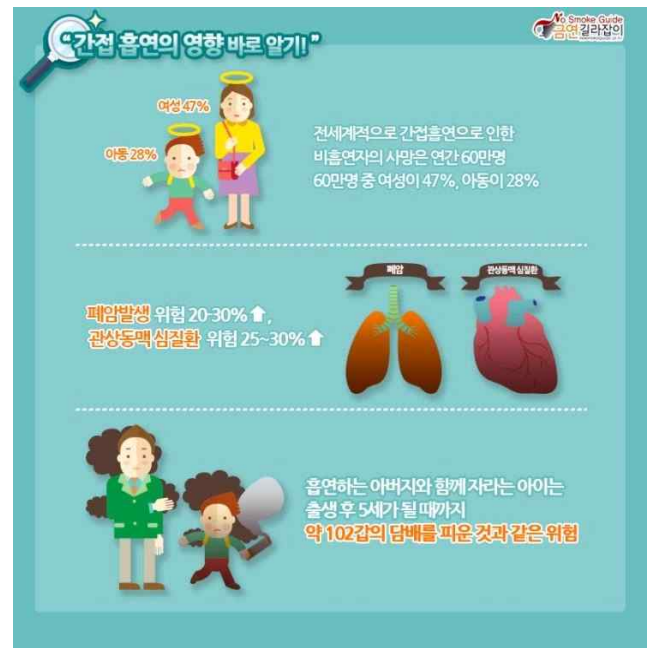 "간접 흡연의 영향 바로 알기!"
No Smoke Guide
금연길라잡이
여성 47%
아동 28%
전세계적으로 간접흡연으로 인한
비흡연자의 사망은 연간 60만명
60만명 중 여성이 47%, 아동이 28%
폐암
관상동맥 심질환
폐암발생 위험 20-30%⬆,
관상동맥 심질환 위험 25~30%⬆
흡연하는 아버지와 함께 자라는 아이는
출생 후 5세가 될 때까지
약 102갑의 담배를 피운 것과 같은 위험